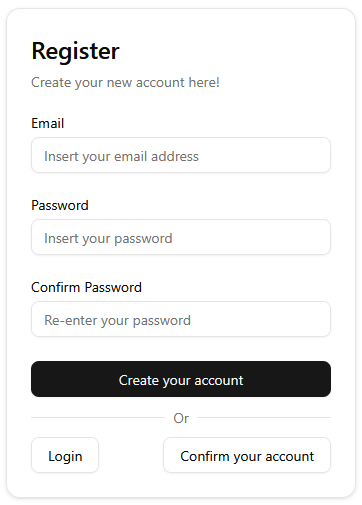 Register
Create your new account here!
Email
Insert your email address
Password
Insert your password
Confirm Password
Re-enter your password
Create your account
Or
Login
Confirm your account